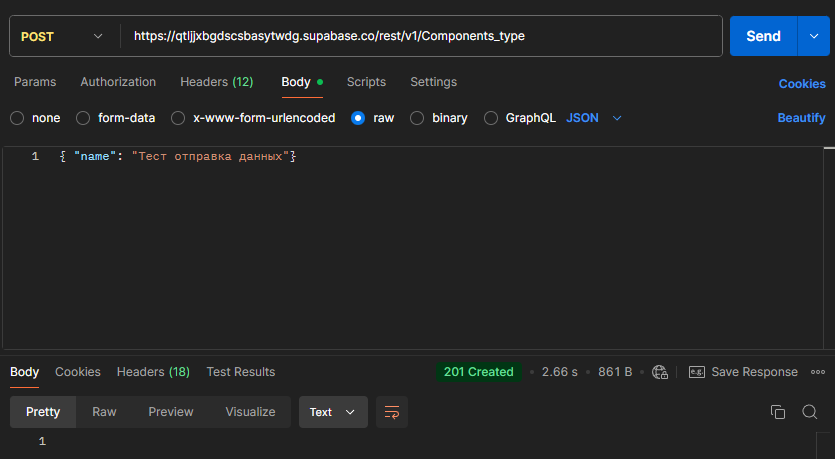 POST https://qtljjxbgdscsbasytwdg.supabase.co/rest/v1/Components_type Send
Params Authorization Headers (12) Body Scripts Settings Cookies
none form-data x-www-form-urlencoded raw binary GraphQL JSON Beautify
1 { "name": "Тест отправка данных"}
Body Cookies Headers (18) Test Results 201 Created 2.66 s 861 B e.g. Save Response
Pretty Raw Preview Visualize Text
1